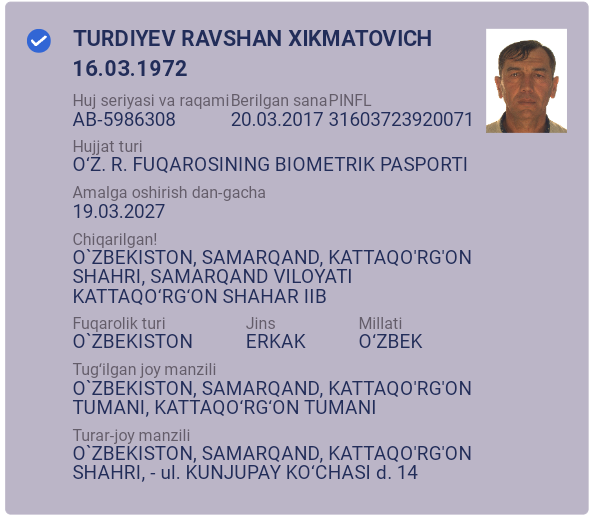 TURDIYEV RAVSHAN XIKMATOVICH
16.03.1972
Huj seriyasi va raqami Berilgan sana PINFL
AB-5986308 20.03.2017 31603723920071
Hujjat turi
O‘Z. R. FUQAROSINING BIOMETRIK PASPORTI
Amalga oshirish dan-gacha
19.03.2027
Chiqarilgan!
O`ZBEKISTON, SAMARQAND, KATTAQO'RG'ON
SHAHRI, SAMARQAND VILOYATI
KATTAQO‘RG‘ON SHAHAR IIB
Fuqarolik turi Jins Millati
O`ZBEKISTON ERKAK O‘ZBEK
Tug‘ilgan joy manzili
O`ZBEKISTON, SAMARQAND, KATTAQO'RG'ON
TUMANI, KATTAQO‘RG‘ON TUMANI
Turar-joy manzili
O`ZBEKISTON, SAMARQAND, KATTAQO'RG'ON
SHAHRI, - ul. KUNJUPAY KO‘CHASI d. 14